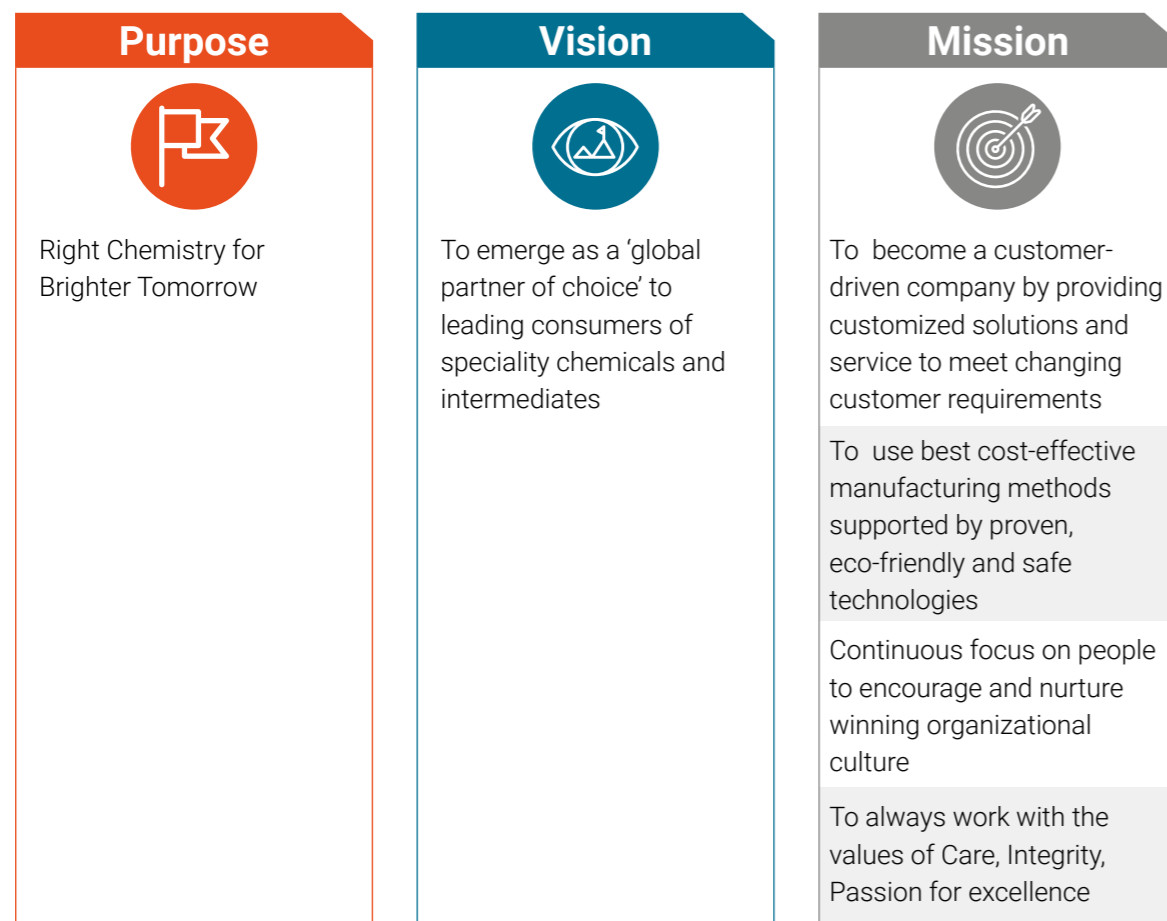 Purpose
Right Chemistry for
Brighter Tomorrow
Vision
To emerge as a ‘global
partner of choice’ to
leading consumers of
speciality chemicals and
intermediates
Mission
To  become a customer-
driven company by providing
customized solutions and
service to meet changing
customer requirements
To  use best cost-effective
manufacturing methods
supported by proven,
eco-friendly and safe
technologies
Continuous focus on people
to encourage and nurture
winning organizational
culture
To always work with the
values of Care, Integrity,
Passion for excellence